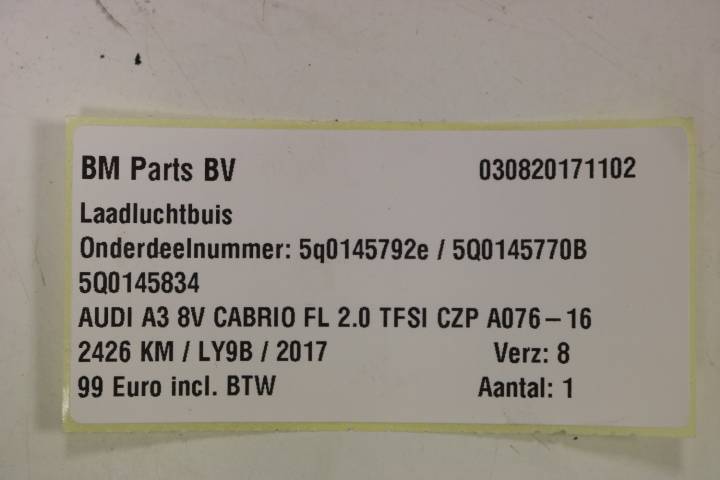 BM Parts BV 030820171102
Laadluchtbuis
Onderdeelnummer: 5q0145792e / 5Q0145770B
5Q0145834
AUDI A3 8V CABRIO FL 2.0 TFSI CZP A076-16
2426 KM / LY9B / 2017 Verz: 8
99 Euro incl. BTW Aantal: 1